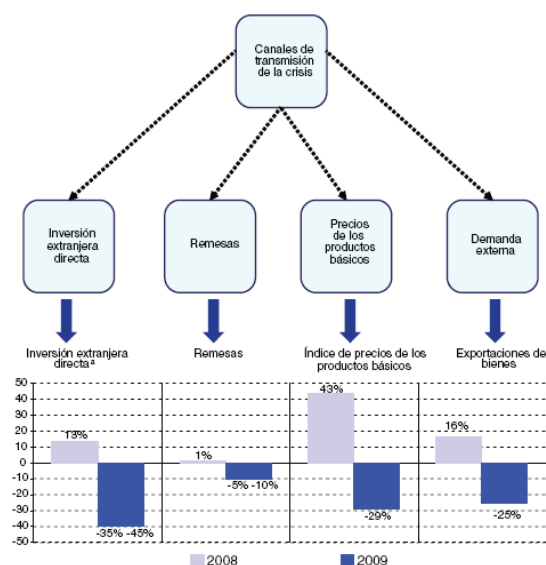 Canales de
transmisión
de la crisis
Inversión
extranjera
directa
Remesas
Precios
de los
productos
básicos
Demanda
externa
Inversión extranjera
directaª
Remesas
Índice de precios de los
productos básicos
Exportaciones de
bienes
50
40
30
20
10
0
-10
-20
-30
-40
-50
13%
-35% -45%
1%
-5% -10%
43%
-29%
16%
-25%
2008
2009